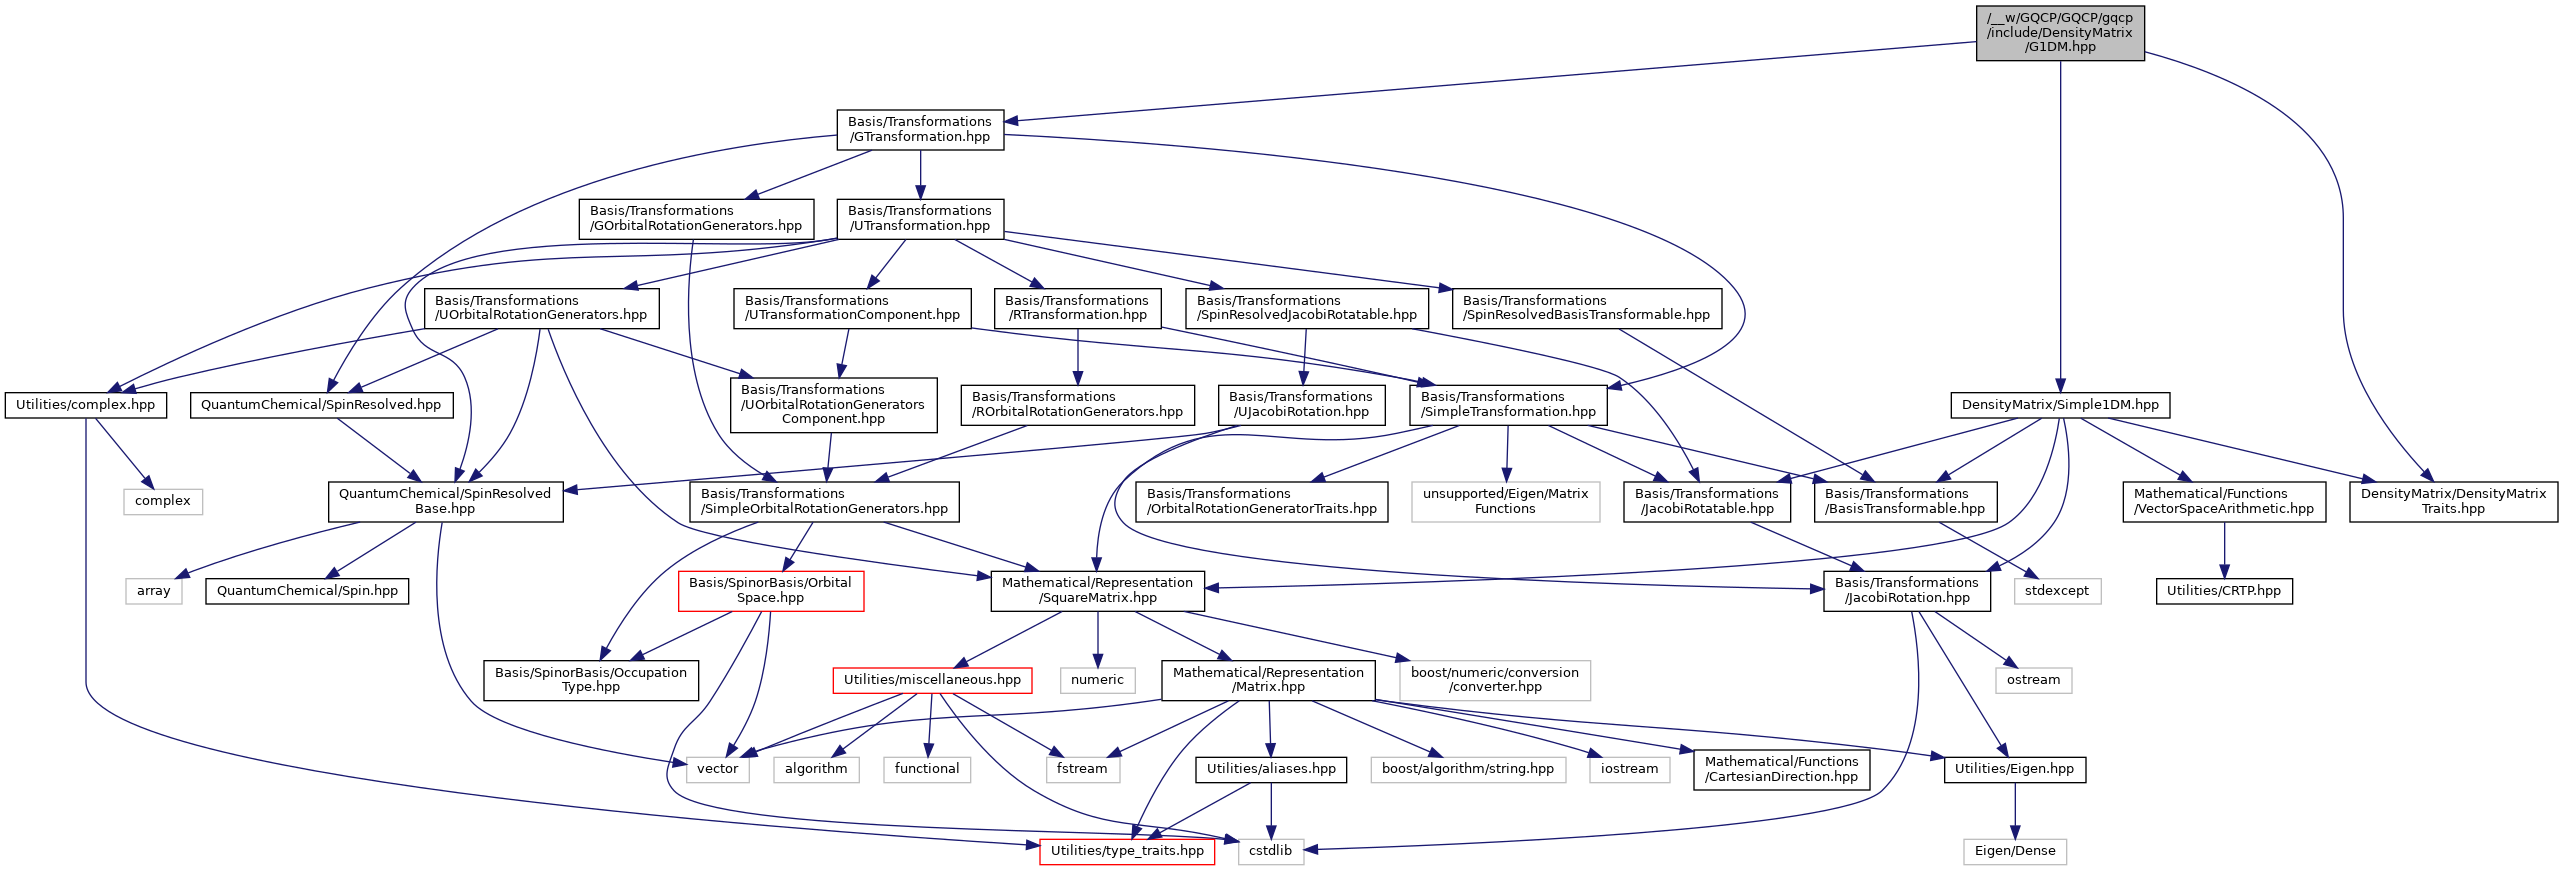 /__w/GQCP/GQCP/gqcp
/include/DensityMatrix
/G1DM.hpp
Basis/Transformations
/GTransformation.hpp
Basis/Transformations
/GOrbitalRotationGenerators.hpp
Basis/Transformations
/UTransformation.hpp
Basis/Transformations
/UOrbitalRotationGenerators.hpp
Basis/Transformations
/UTransformationComponent.hpp
Basis/Transformations
/RTransformation.hpp
Basis/Transformations
/SpinResolvedJacobiRotatable.hpp
Basis/Transformations
/SpinResolvedBasisTransformable.hpp
Utilities/complex.hpp
QuantumChemical/SpinResolved.hpp
Basis/Transformations
/UOrbitalRotationGenerators
Component.hpp
Basis/Transformations
/ROrbitalRotationGenerators.hpp
Basis/Transformations
/UJacobiRotation.hpp
Basis/Transformations
/SimpleTransformation.hpp
DensityMatrix/Simple1DM.hpp
complex
QuantumChemical/SpinResolved
Base.hpp
Basis/Transformations
/SimpleOrbitalRotationGenerators.hpp
Basis/Transformations
/OrbitalRotationGeneratorTraits.hpp
unsupported/Eigen/Matrix
Functions
Basis/Transformations
/JacobiRotatable.hpp
Basis/Transformations
/BasisTransformable.hpp
Mathematical/Functions
/VectorSpaceArithmetic.hpp
DensityMatrix/DensityMatrix
Traits.hpp
array
QuantumChemical/Spin.hpp
Basis/SpinorBasis/Orbital
Space.hpp
Mathematical/Representation
/SquareMatrix.hpp
Basis/Transformations
/JacobiRotation.hpp
stdexcept
Utilities/CRTP.hpp
Basis/SpinorBasis/Occupation
Type.hpp
Utilities/miscellaneous.hpp
numeric
Mathematical/Representation
/Matrix.hpp
boost/numeric/conversion
/converter.hpp
ostream
vector
algorithm
functional
fstream
Utilities/aliases.hpp
boost/algorithm/string.hpp
iostream
Mathematical/Functions
/CartesianDirection.hpp
Utilities/Eigen.hpp
Utilities/type_traits.hpp
cstdlib
Eigen/Dense